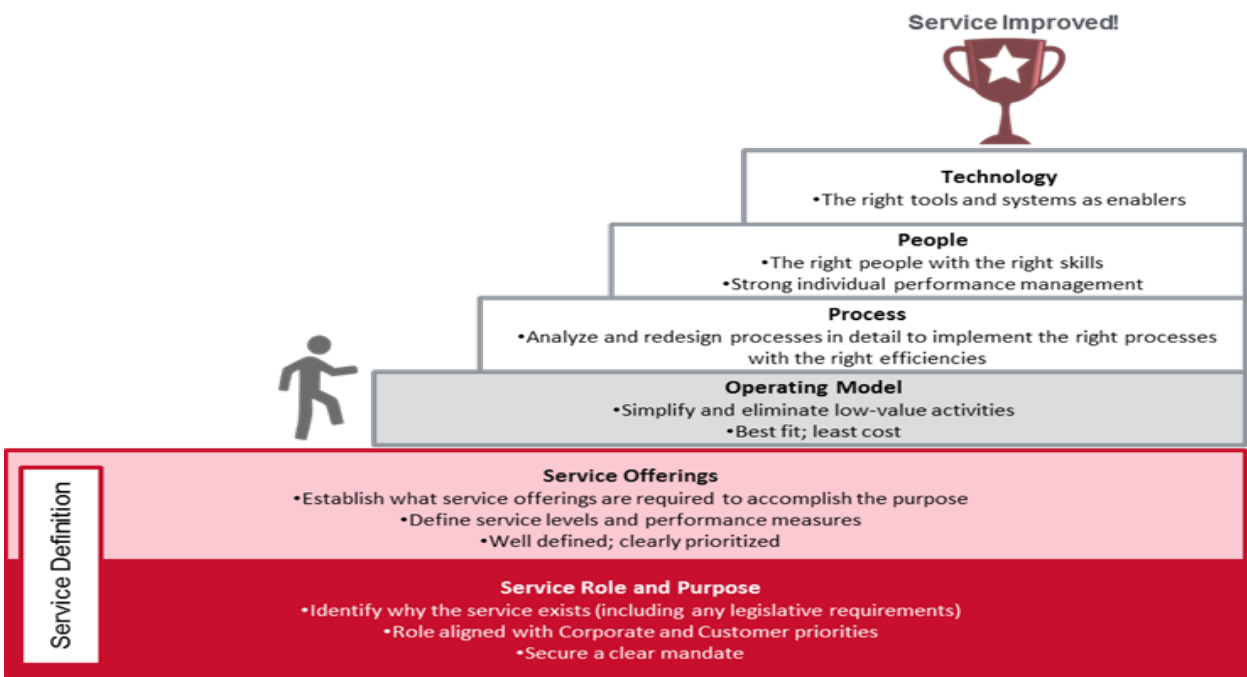 Service Improved!
Technology
•The right tools and systems as enablers
People
•The right people with the right skills
•Strong individual performance management
Process
•Analyze and redesign processes in detail to implement the right processes
with the right efficiencies
Operating Model
•Simplify and eliminate low-value activities
•Best fit; least cost
Service Definition
Service Offerings
•Establish what service offerings are required to accomplish the purpose
•Define service levels and performance measures
•Well defined; clearly prioritized
Service Role and Purpose
•Identify why the service exists (including any legislative requirements)
•Role aligned with Corporate and Customer priorities
•Secure a clear mandate